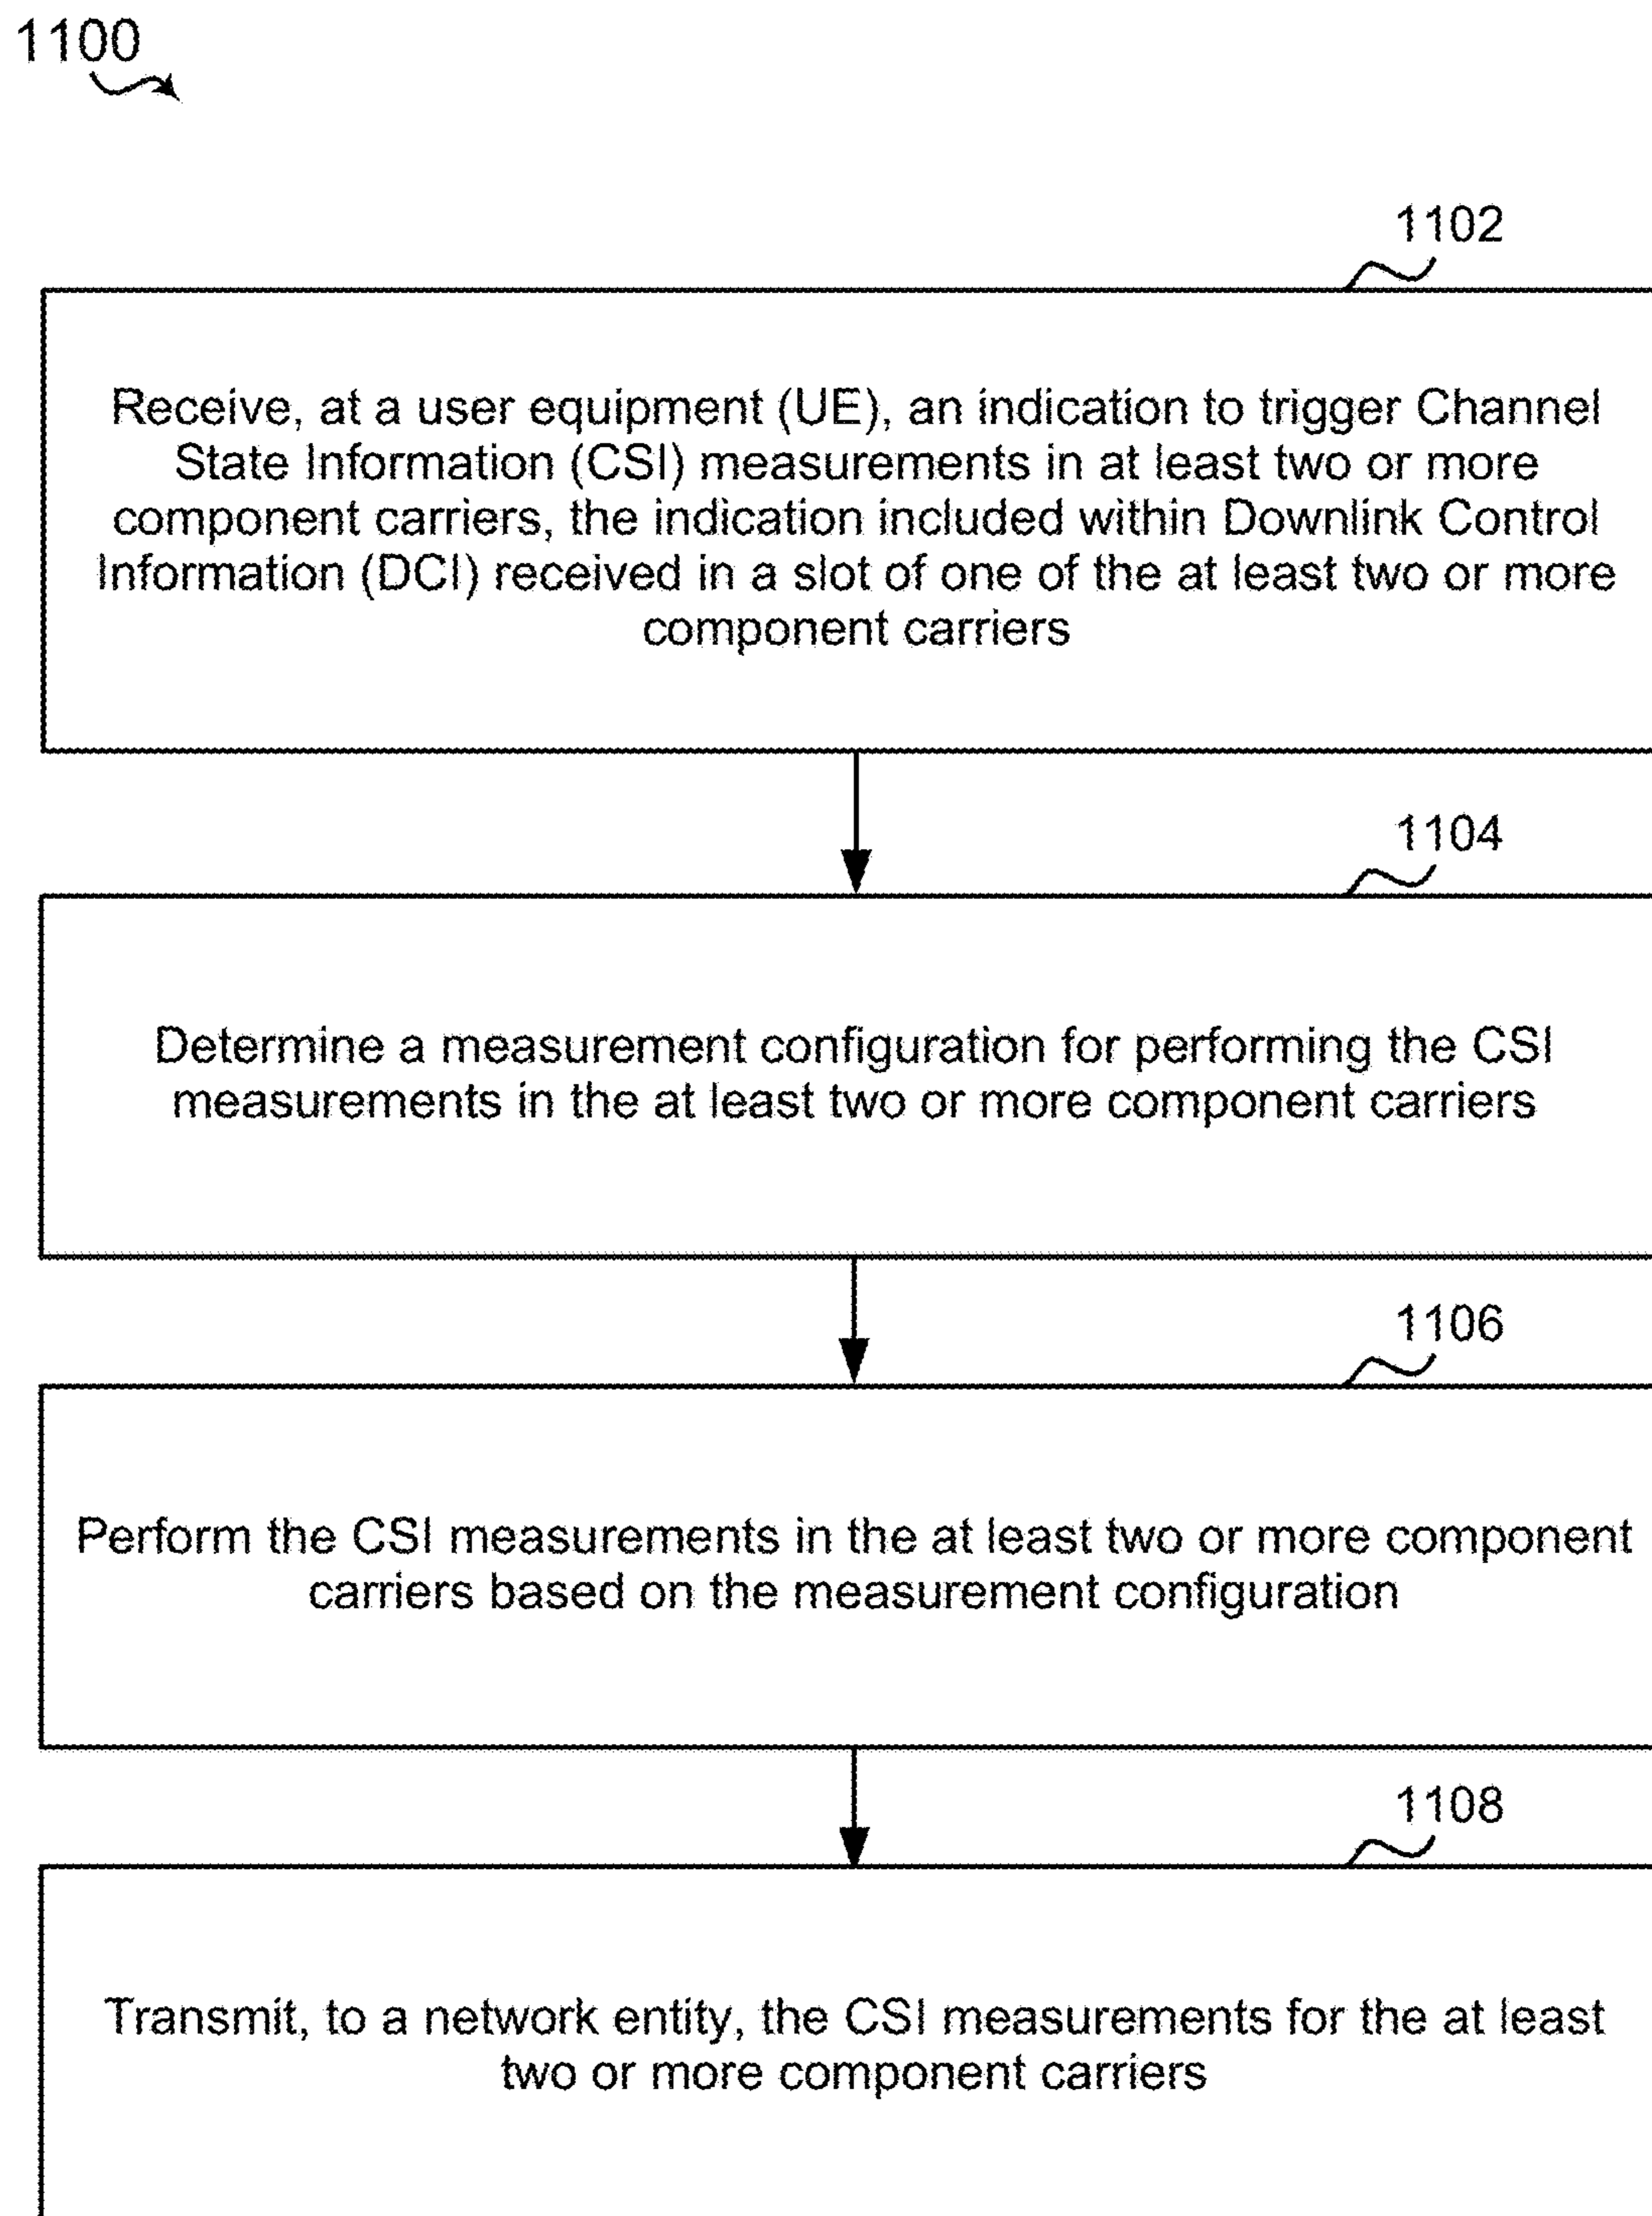 1100
1102
Receive, at a user equipment (UE), an indication to trigger Channel
State Information (CSI) measurements in at least two or more
component carriers, the indication included within Downlink Control
Information (DCI) received in a slot of one of the at least two or more
component carriers
1104
Determine a measurement configuration for performing the CSI
measurements in the at least two or more component carriers
1106
Perform the CSI measurements in the at least two or more component
carriers based on the measurement configuration
1108
Transmit, to a network entity, the CSI measurements for the at least
two or more component carriers